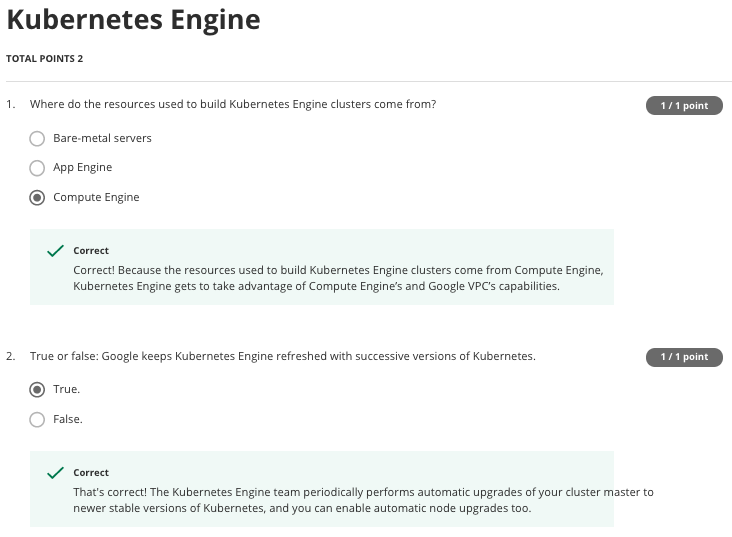 Kubernetes Engine
TOTAL POINTS 2
1. Where do the resources used to build Kubernetes Engine clusters come from? 1 / 1 point
Bare-metal servers
App Engine
Compute Engine
Correct
Correct! Because the resources used to build Kubernetes Engine clusters come from Compute Engine,
Kubernetes Engine gets to take advantage of Compute Engine’s and Google VPC’s capabilities.
2. True or false: Google keeps Kubernetes Engine refreshed with successive versions of Kubernetes. 1 / 1 point
True.
False.
Correct
That's correct! The Kubernetes Engine team periodically performs automatic upgrades of your cluster master to
newer stable versions of Kubernetes, and you can enable automatic node upgrades too.